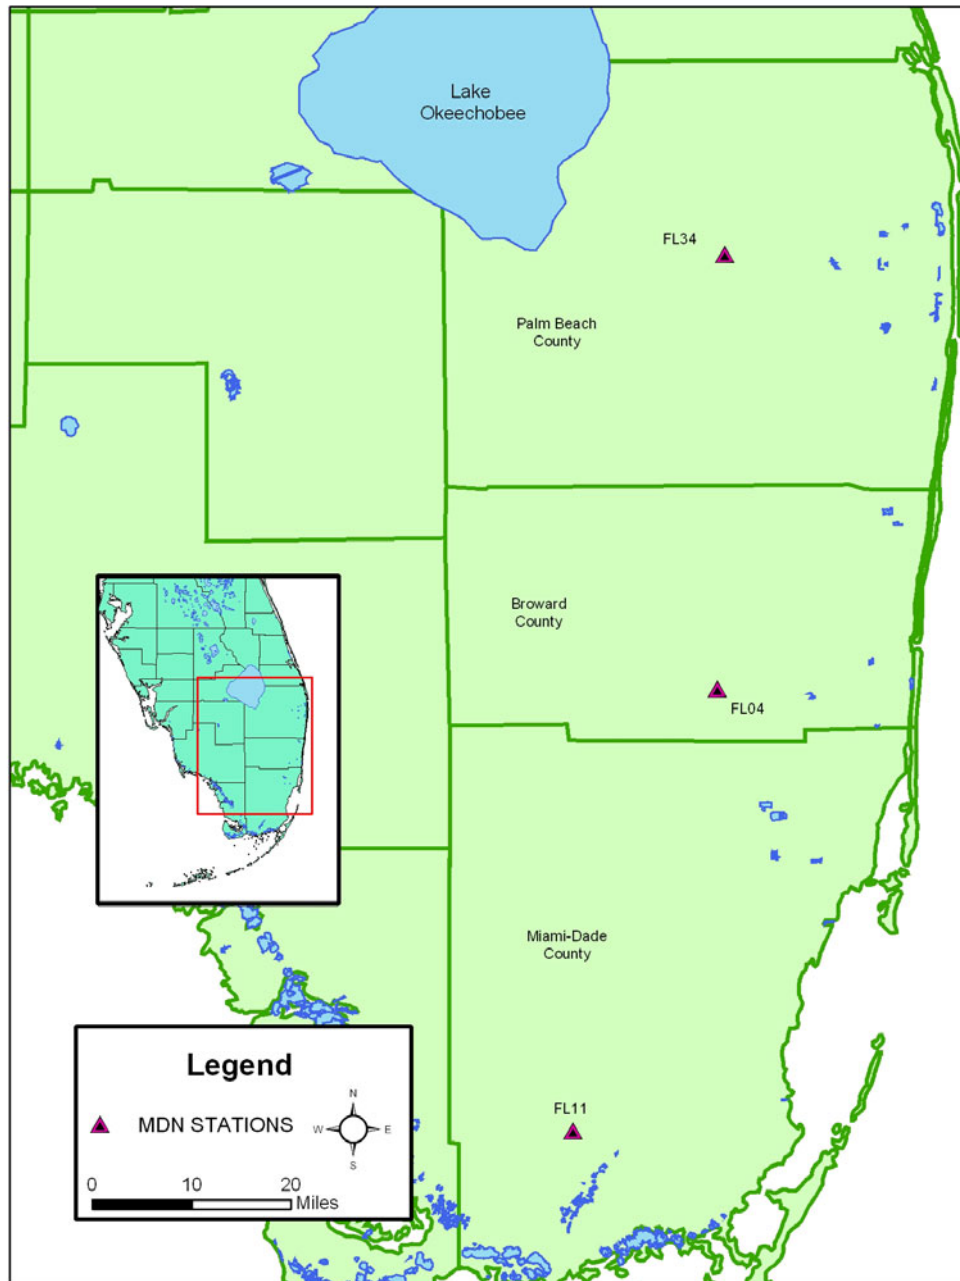 Lake
Okeechobee
FL34
Palm Beach
County
Broward
County
FL04
Miami-Dade
County
FL11
Legend
MDN STATIONS
N
W
E
S
0
10
20
Miles